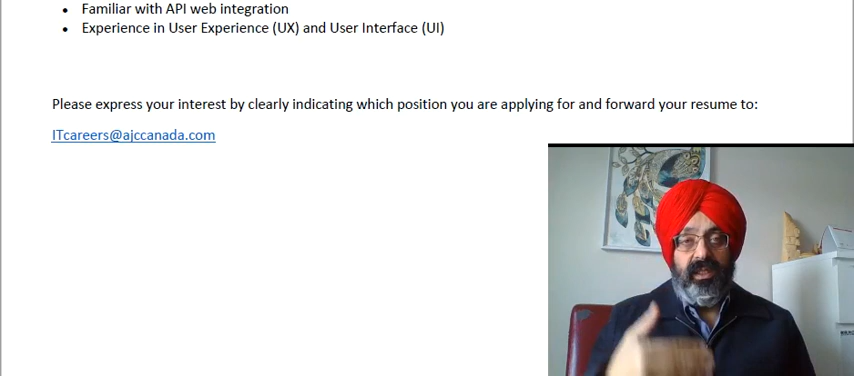 • Familiar with API web integration
• Experience in User Experience (UX) and User Interface (UI)
Please express your interest by clearly indicating which position you are applying for and forward your resume to:
ITcareers@ajccanada.com